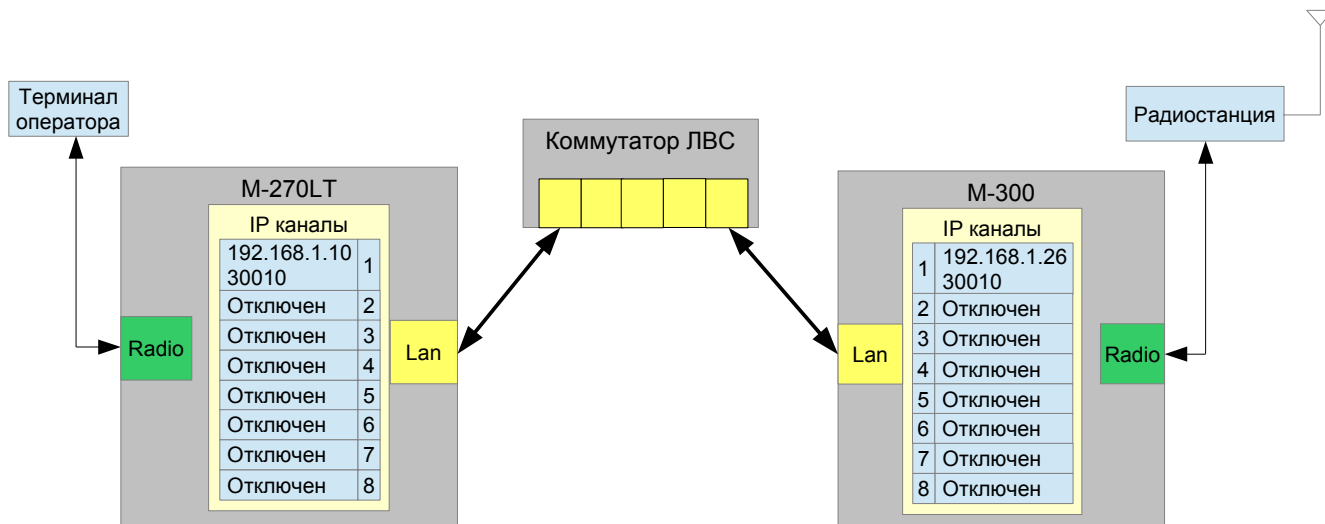 Терминал
оператора
М-270LT
IP каналы
192.168.1.10
30010 1
Отключен 2
Отключен 3
Отключен 4
Отключен 5
Отключен 6
Отключен 7
Отключен 8
Radio
Lan
Коммутатор ЛВС
Радиостанция
М-300
IP каналы
1 192.168.1.26
30010
2 Отключен
3 Отключен
4 Отключен
5 Отключен
6 Отключен
7 Отключен
8 Отключен
Lan
Radio